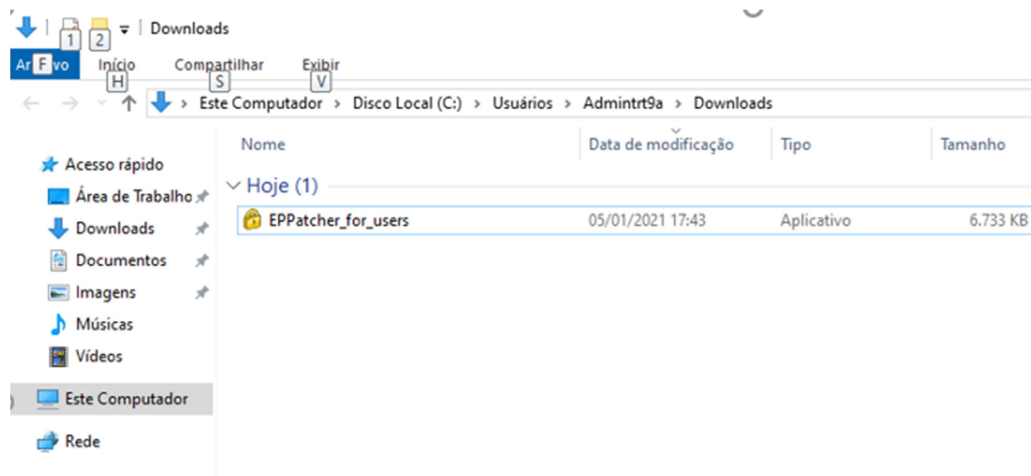 Downloads
1 2
Ar F vo Início Compartilhar Exibir
H S V
Este Computador > Disco Local (C:) > Usuários > Admintrt9a > Downloads
Nome Data de modificação Tipo Tamanho
Acesso rápido
Hoje (1)
Área de Trabalho
EPPatcher_for_users 05/01/2021 17:43 Aplicativo 6.733 KB
Downloads
Documentos
Imagens
Músicas
Vídeos
Este Computador
Rede